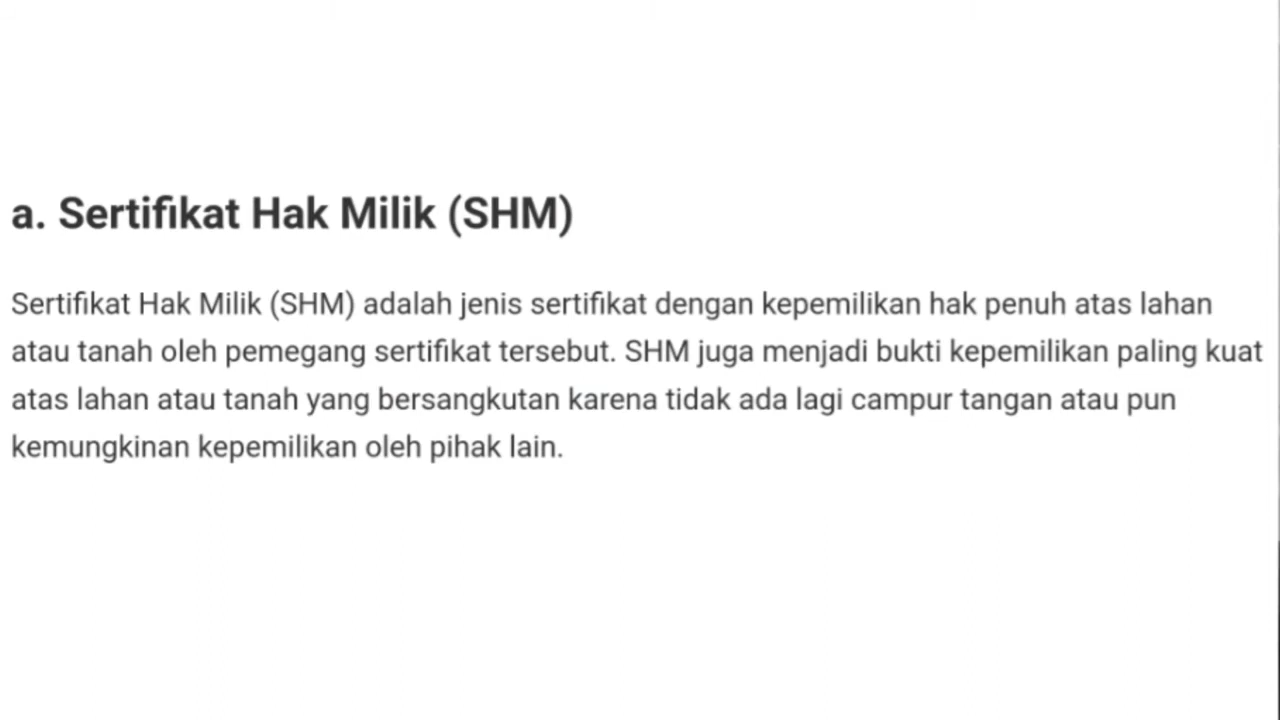 a. Sertifikat Hak Milik (SHM)
Sertifikat Hak Milik (SHM) adalah jenis sertifikat dengan kepemilikan hak penuh atas lahan
atau tanah oleh pemegang sertifikat tersebut. SHM juga menjadi bukti kepemilikan paling kuat
atas lahan atau tanah yang bersangkutan karena tidak ada lagi campur tangan atau pun
kemungkinan kepemilikan oleh pihak lain.